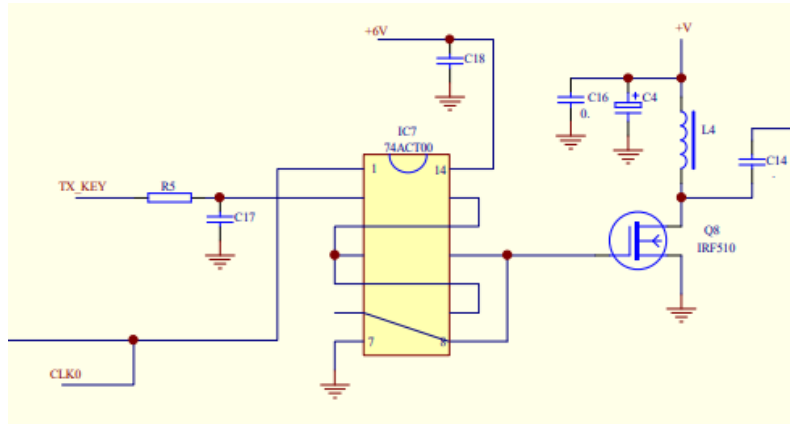 +6V
+V
C18
C16
0.
C4
IC7
74ACT00
L4
1
14
C14
TX_KEY
R5
C17
Q8
IRF510
7
8
CLK0